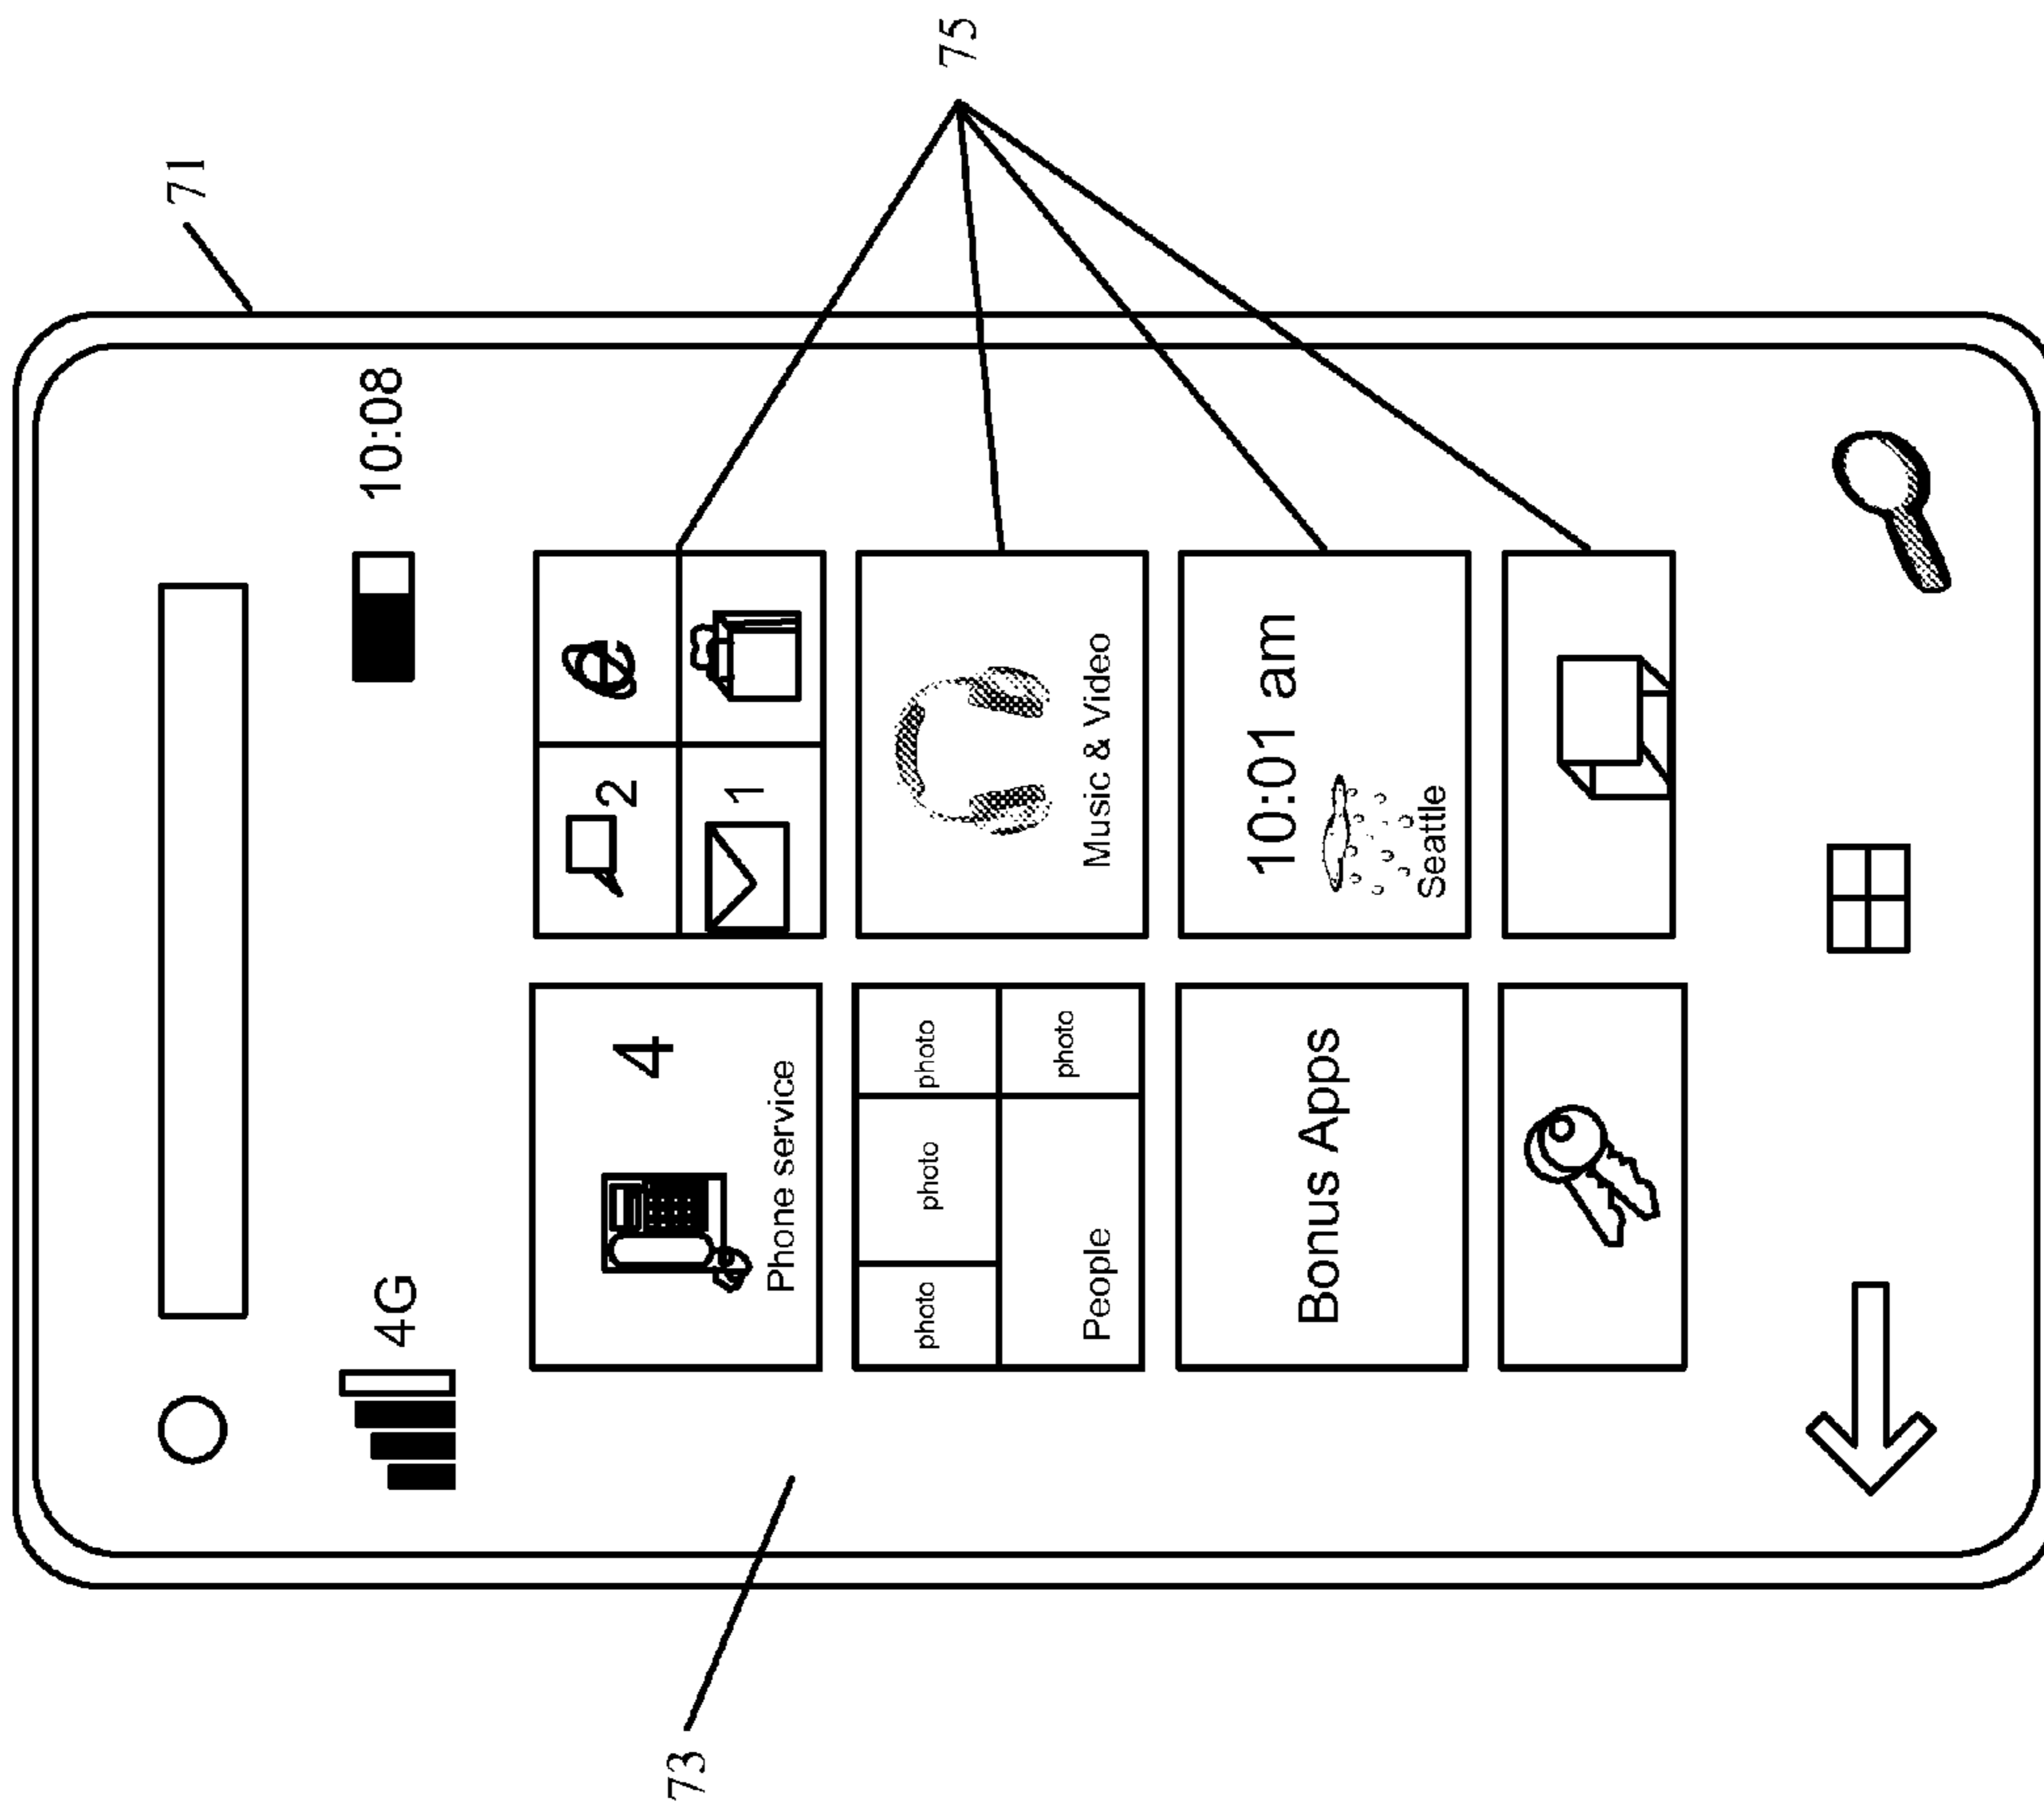 71
4G
10:08
4
Phone service
2
e
1
75
photo
photo
photo
People
photo
Music & Video
Bonus Apps
10:01 am
Seattle
73